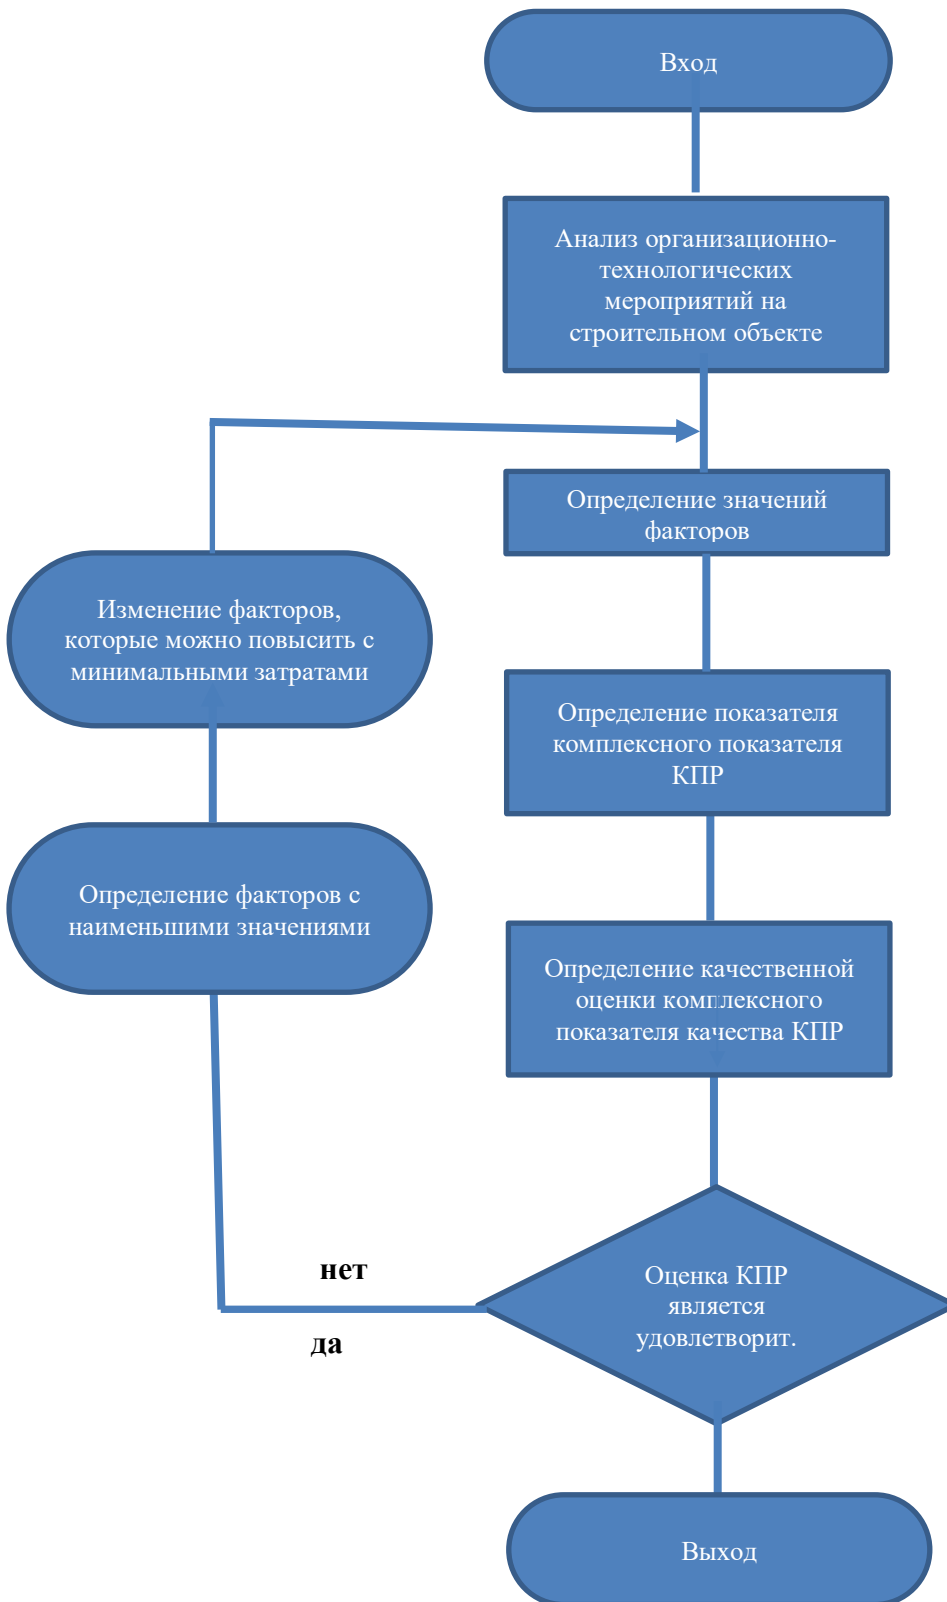 Вход
Анализ организационно-
технологических
мероприятий на
строительном объекте
Определение значений
факторов
Изменение факторов,
которые можно повысить с
минимальными затратами
Определение показателя
комплексного показателя
КПР
Определение факторов с
наименьшими значениями
Определение качественной
оценки комплексного
показателя качества КПР
нет
да
Оценка КПР
является
удовлетворит.
Выход